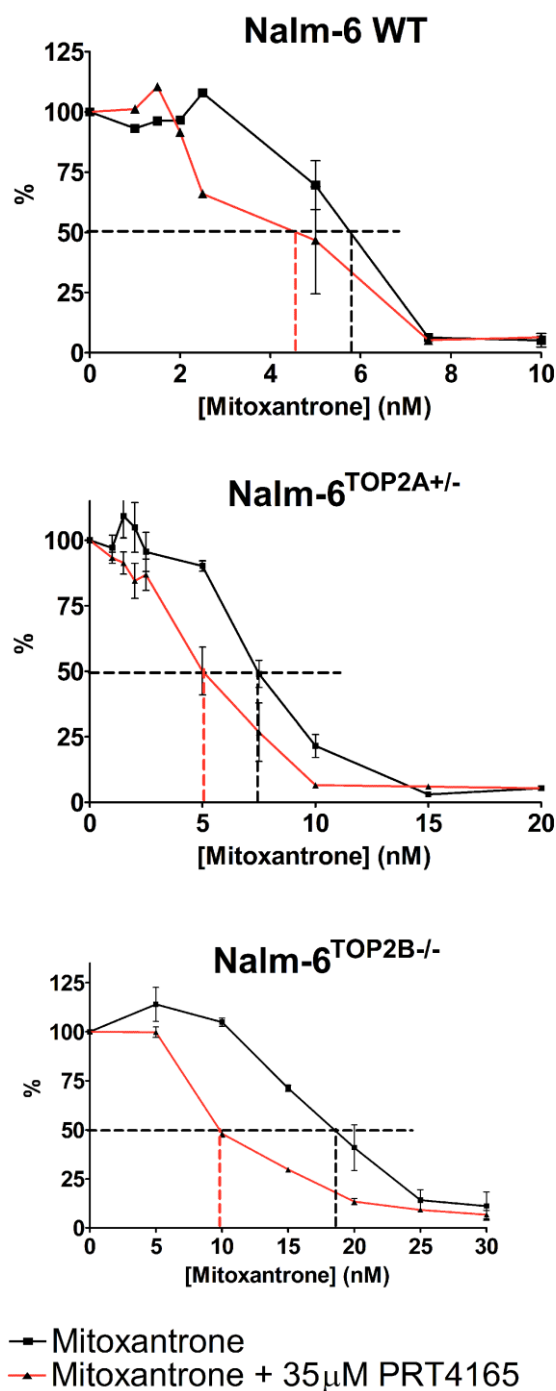 Nalm-6 WT
125
100
75
50
25
0
%
0 2 4 6 8 10
[Mitoxantrone] (nM)
Nalm-6TOP2A+/-
100
75
50
25
0
%
0 5 10 15 20
[Mitoxantrone] (nM)
Nalm-6TOP2B-/-
125
100
75
50
25
0
%
0 5 10 15 20 25 30
[Mitoxantrone] (nM)
Mitoxantrone
Mitoxantrone + 35μM PRT4165